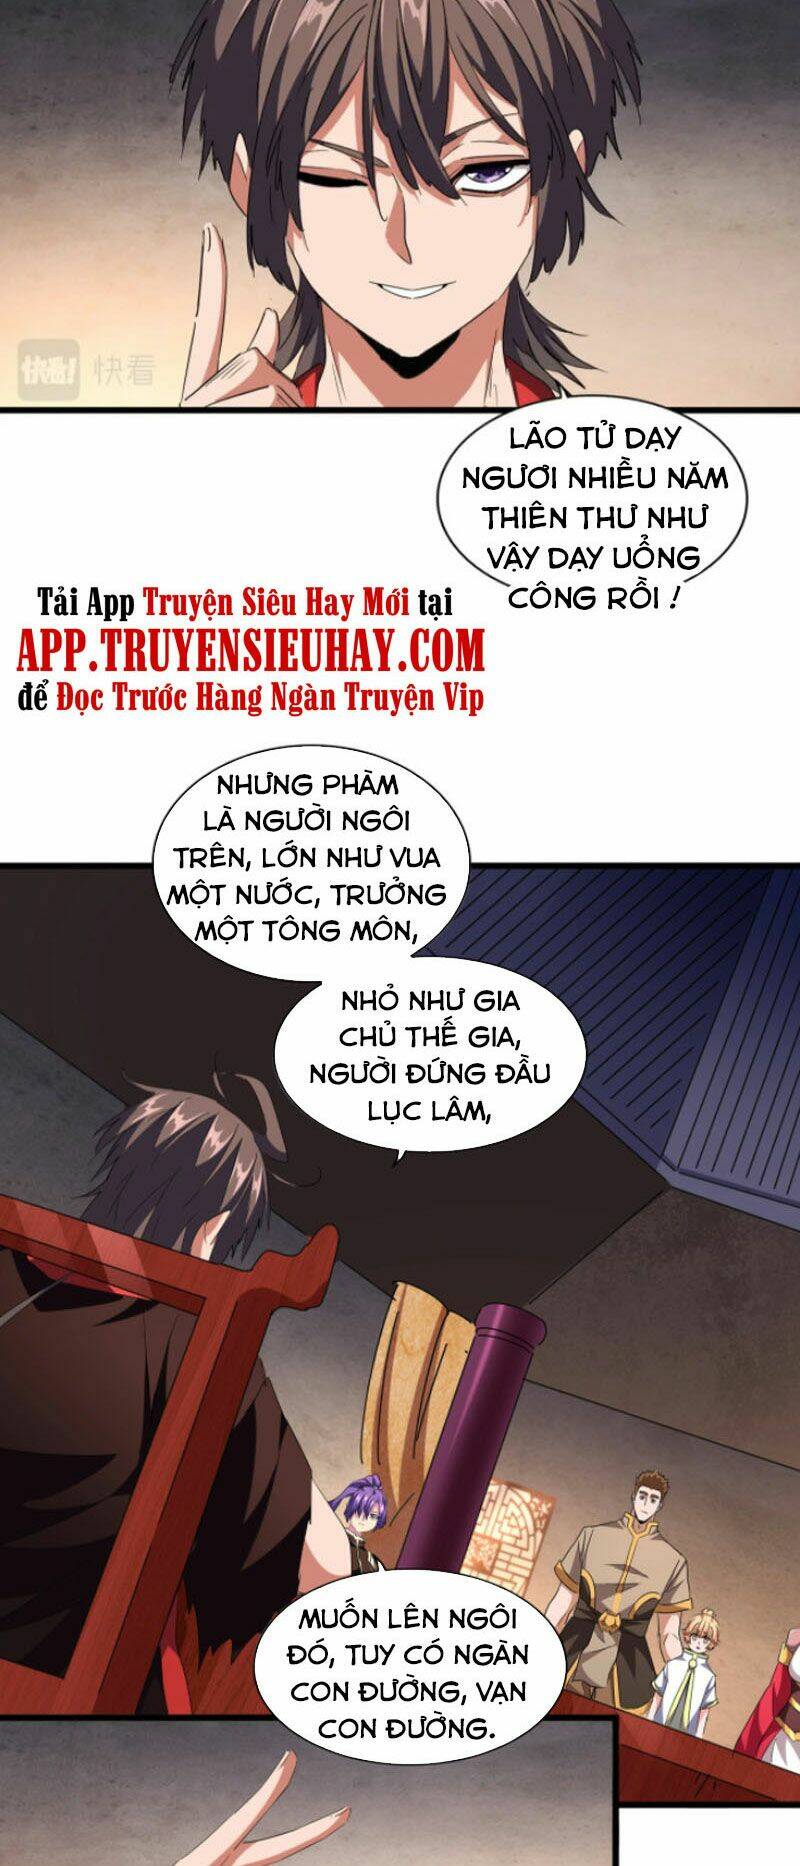 快看! 快看
LÃO TỬ DẠY
NGƯƠI NHIỀU NĂM
THIÊN THƯ NHƯ
VẬY DẠY UỔNG
CÔNG RỒI !
Tải App Truyện Siêu Hay Mới tại
APP.TRUYENSIEUHAY.COM
để Đọc Trước Hàng Ngàn Truyện Vip
NHƯNG PHÀM
LÀ NGƯỜI NGÔI
TRÊN, LỚN NHƯ VUA
MỘT NƯỚC, TRƯỞNG
MỘT TÔNG MÔN,
NHỎ NHƯ GIA
CHỦ THẾ GIA,
NGƯỜI ĐỨNG ĐẦU
LỤC LÂM,
MUỐN LÊN NGÔI
ĐÓ, TUY CÓ NGÀN
CON ĐƯỜNG, VẠN
CON ĐƯỜNG.